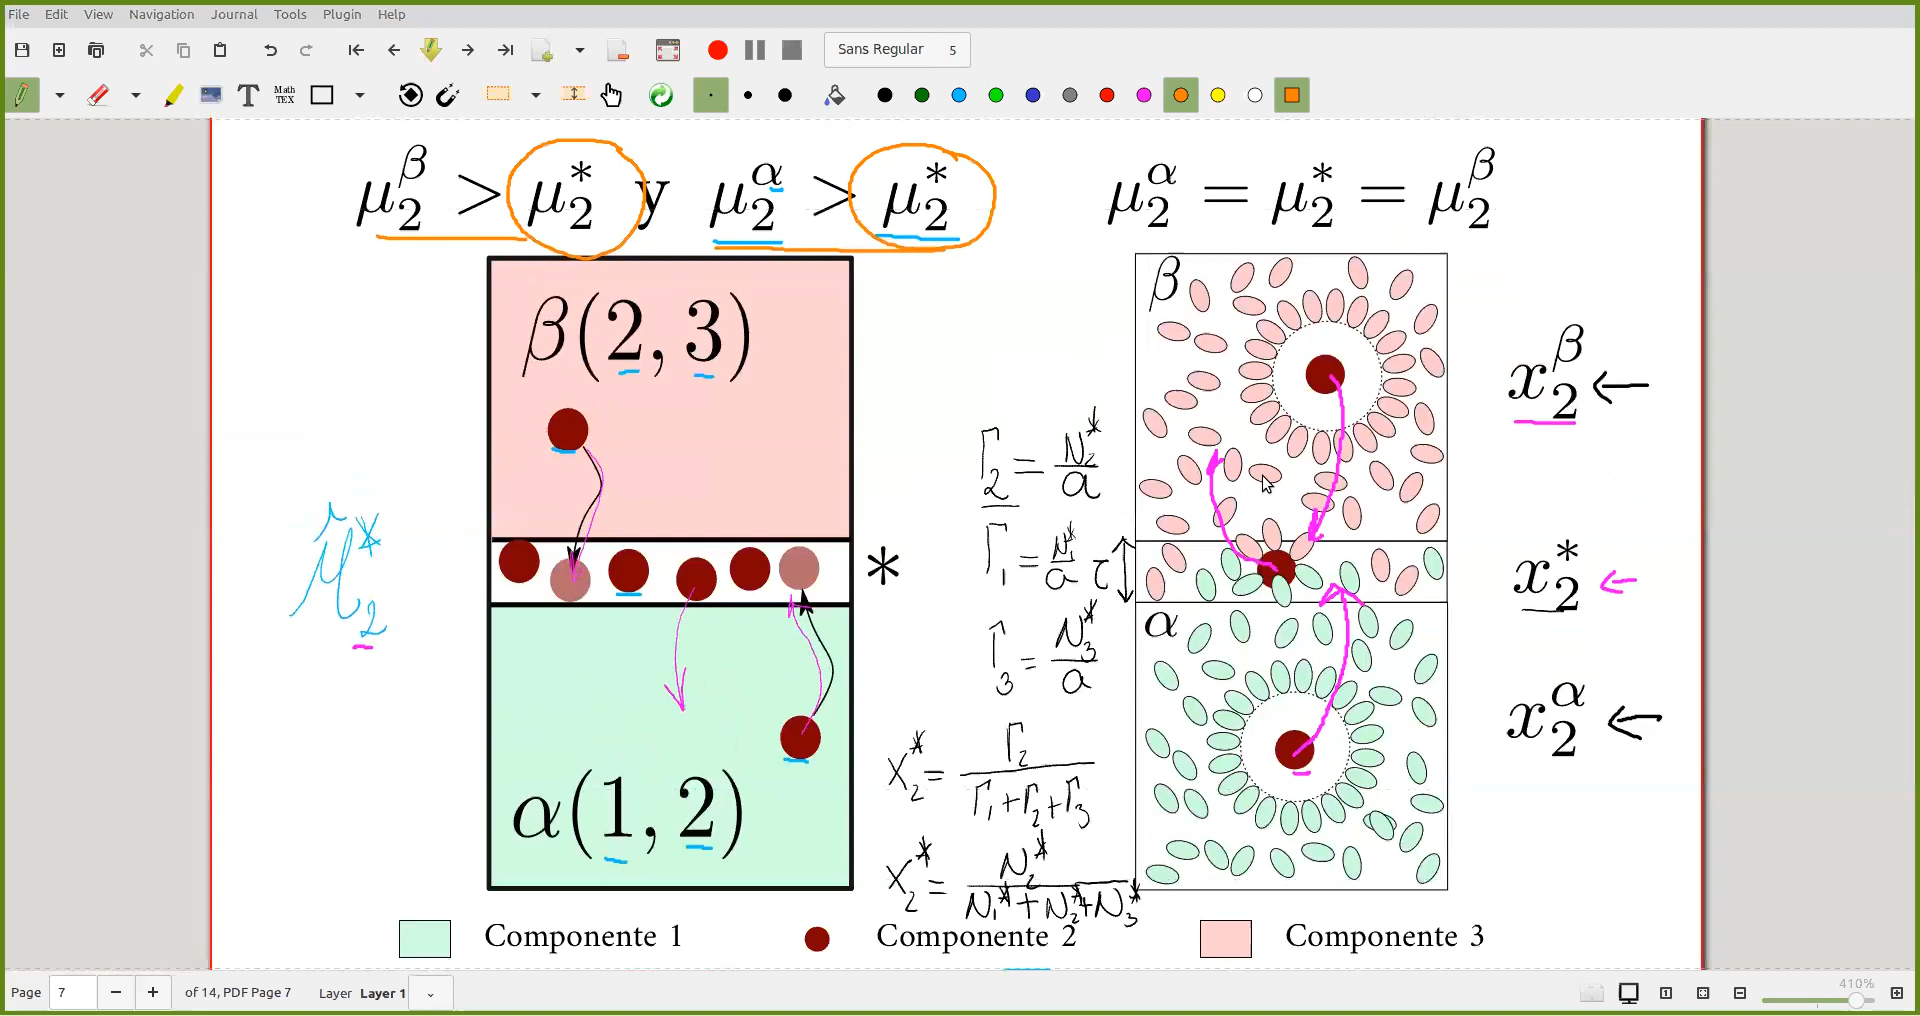 File Edit View Navigation Journal Tools Plugin Help
Sans Regular 5
T Math TEX
μ₂^β > μ₂^* y μ₂^α > μ₂^*
μ₂^α = μ₂^* = μ₂^β
β(2, 3)
*
α(1, 2)
μ₂^*
Γ₂ = N₂^*/a
Γ₁ = N₁^*/a
τ
Γ₃ = N₃^*/a
x₂^* = Γ₂/(Γ₁+Γ₂+Γ₃)
x₂^* = N₂^*/(N₁^*+N₂^*+N₃^*)
β
α
x₂^β ←
x₂^* ←
x₂^α ←
Componente 1 Componente 2 Componente 3
Page 7 of 14, PDF Page 7 Layer Layer 1 410%